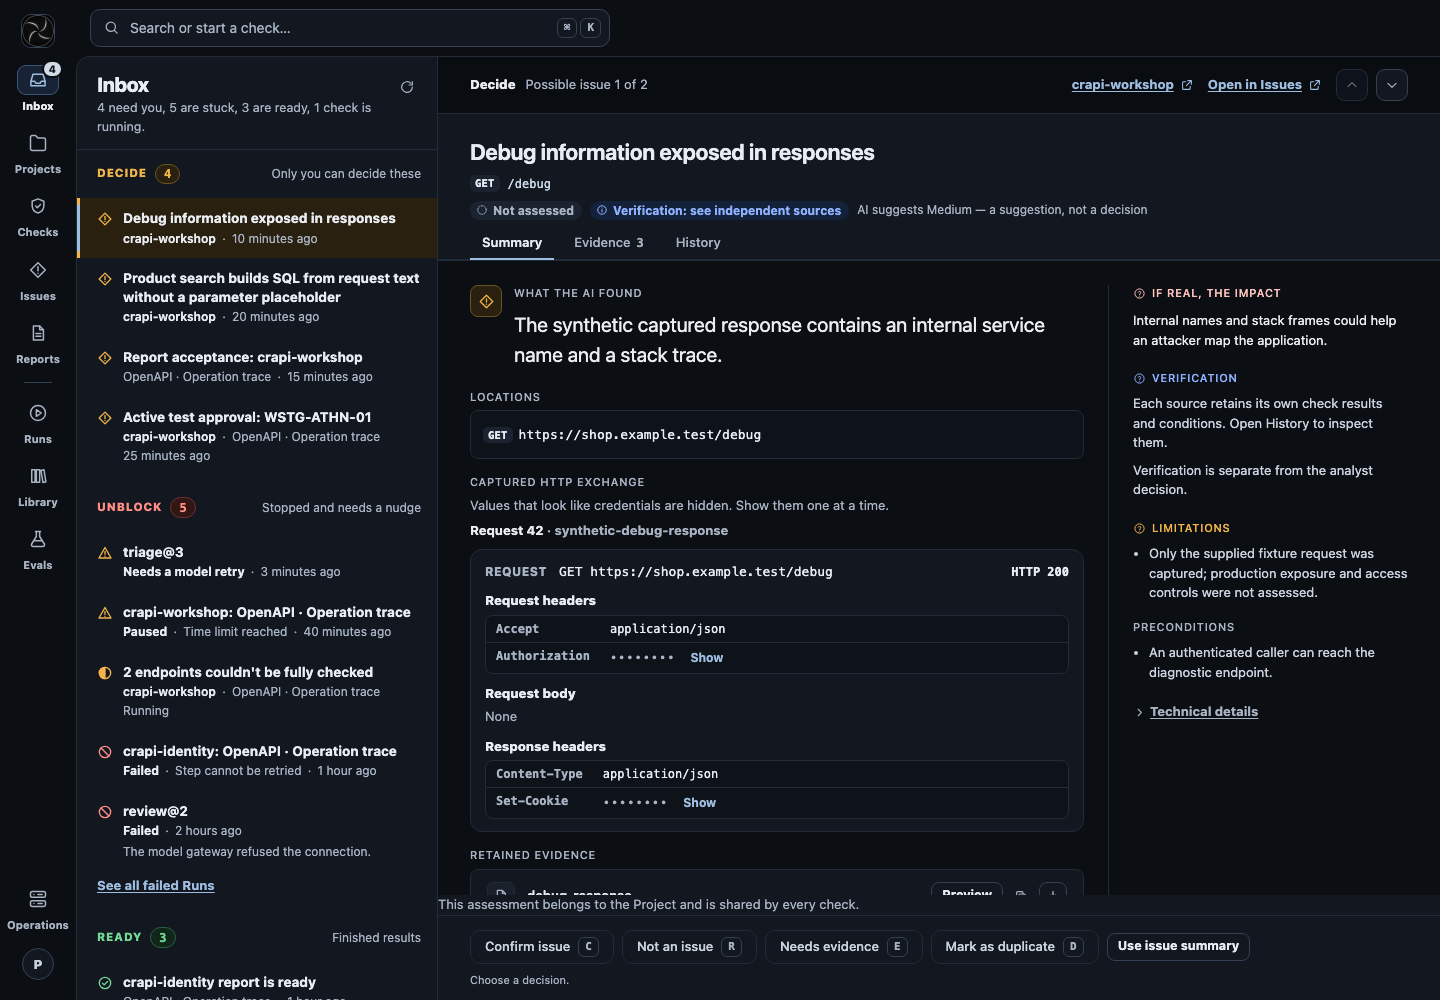 Search or start a check...
⌘ K
4
Inbox
Projects
Checks
Issues
Reports
Runs
Library
Evals
Operations
P
Inbox
4 need you, 5 are stuck, 3 are ready, 1 check is
running.
DECIDE 4 Only you can decide these
Debug information exposed in responses
crapi-workshop · 10 minutes ago
Product search builds SQL from request text
without a parameter placeholder
crapi-workshop · 20 minutes ago
Report acceptance: crapi-workshop
OpenAPI · Operation trace · 15 minutes ago
Active test approval: WSTG-ATHN-01
crapi-workshop · OpenAPI · Operation trace
25 minutes ago
UNBLOCK 5 Stopped and needs a nudge
triage@3
Needs a model retry · 3 minutes ago
crapi-workshop: OpenAPI · Operation trace
Paused · Time limit reached · 40 minutes ago
2 endpoints couldn't be fully checked
crapi-workshop · OpenAPI · Operation trace
Running
crapi-identity: OpenAPI · Operation trace
Failed · Step cannot be retried · 1 hour ago
review@2
Failed · 2 hours ago
The model gateway refused the connection.
See all failed Runs
READY 3 Finished results
crapi-identity report is ready
OpenAPI · Operation trace · 1 hour ago
Decide Possible issue 1 of 2
crapi-workshop Open in Issues
Debug information exposed in responses
GET /debug
Not assessed Verification: see independent sources AI suggests Medium — a suggestion, not a decision
Summary Evidence 3 History
WHAT THE AI FOUND
The synthetic captured response contains an internal service
name and a stack trace.
LOCATIONS
GET https://shop.example.test/debug
CAPTURED HTTP EXCHANGE
Values that look like credentials are hidden. Show them one at a time.
Request 42 · synthetic-debug-response
REQUEST GET https://shop.example.test/debug HTTP 200
Request headers
Accept application/json
Authorization •••••••• Show
Request body
None
Response headers
Content-Type application/json
Set-Cookie •••••••• Show
RETAINED EVIDENCE
debug-response Preview
IF REAL, THE IMPACT
Internal names and stack frames could help
an attacker map the application.
VERIFICATION
Each source retains its own check results
and conditions. Open History to inspect
them.
Verification is separate from the analyst
decision.
LIMITATIONS
• Only the supplied fixture request was
captured; production exposure and access
controls were not assessed.
PRECONDITIONS
• An authenticated caller can reach the
diagnostic endpoint.
Technical details
This assessment belongs to the Project and is shared by every check.
Confirm issue C Not an issue R Needs evidence E Mark as duplicate D Use issue summary
Choose a decision.